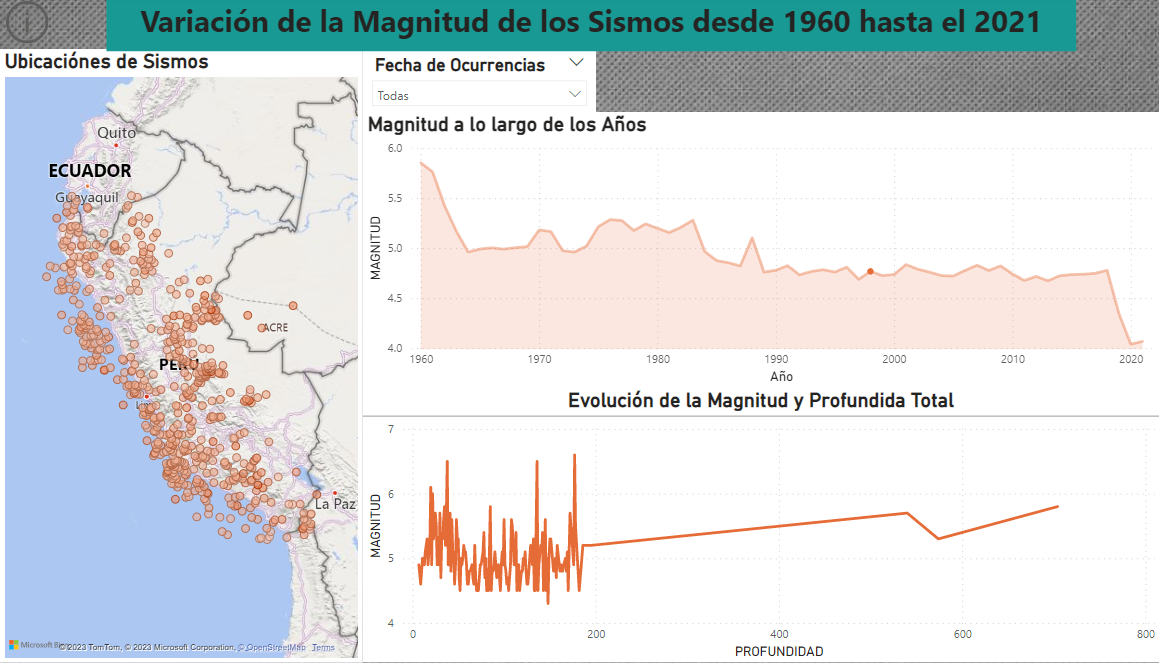 Variación de la Magnitud de los Sismos desde 1960 hasta el 2021
Ubicaciónes de Sismos
Fecha de Ocurrencias
Todas
Quito
ECUADOR
Guayaquil
ACRE
PERÚ
La Paz
Microsoft
© 2023 TomTom, © 2023 Microsoft Corporation, © OpenStreetMap Terms
Magnitud a lo largo de los Años
MAGNITUD
6.0
5.5
5.0
4.5
4.0
1960 1970 1980 1990 2000 2010 2020
Año
Evolución de la Magnitud y Profundida Total
MAGNITUD
7
6
5
4
0 200 400 600 800
PROFUNDIDAD